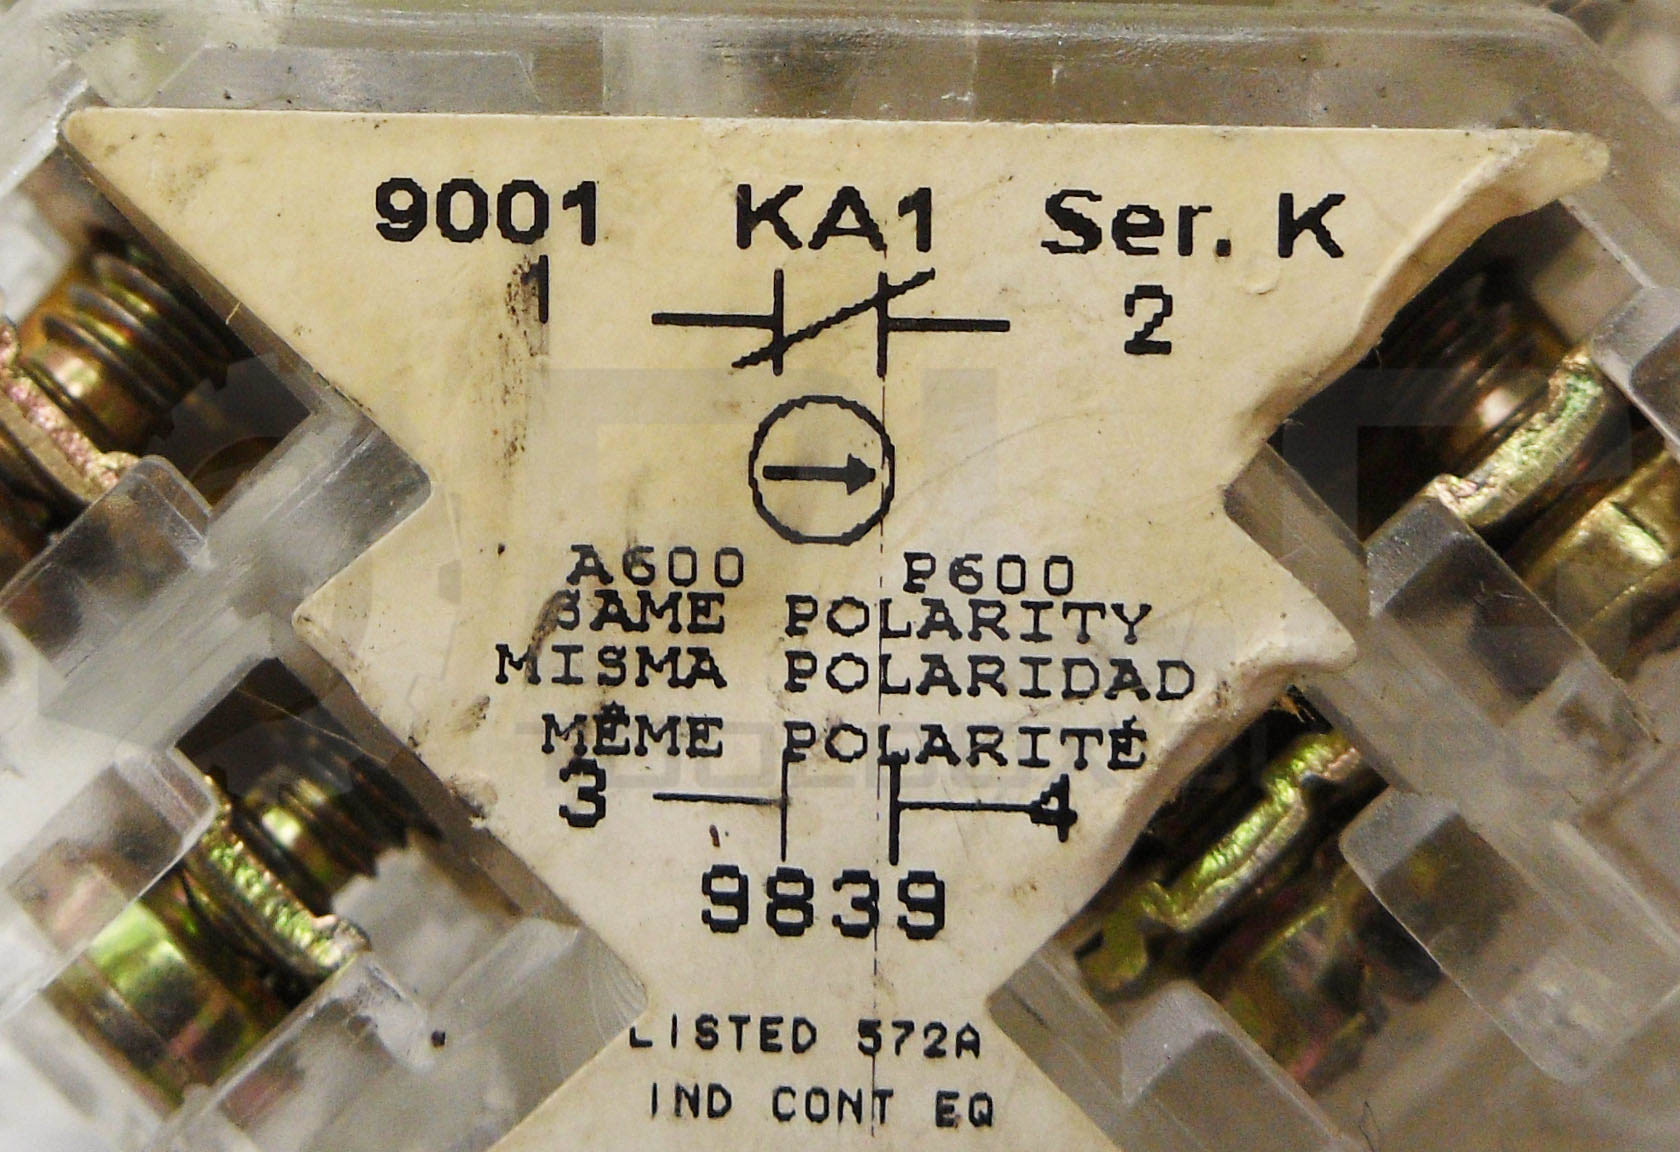 9001 KA1 Ser. K
1 2
A600 P600
SAME POLARITY
MISMA POLARIDAD
MÊME POLARITÉ
3 4
9839
LISTED 572A
IND CONT EQ